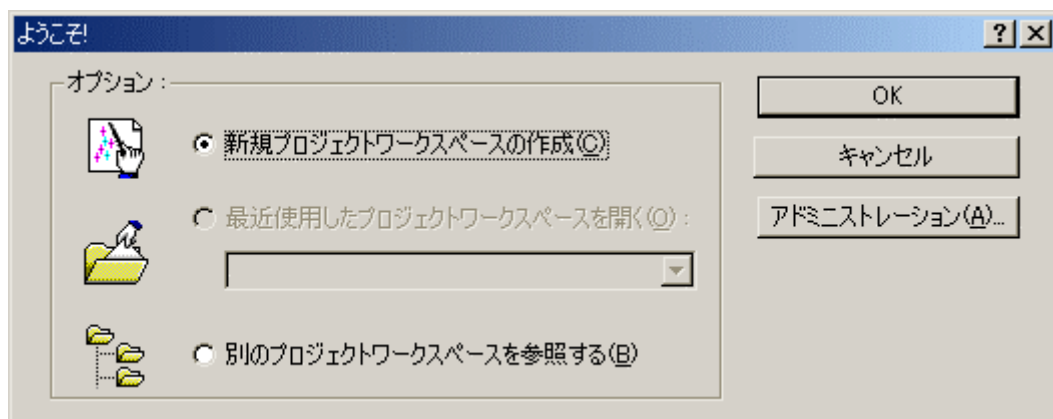 ようこそ!
オプション :
新規プロジェクトワークスペースの作成(C)
最近使用したプロジェクトワークスペースを開く(O) :
別のプロジェクトワークスペースを参照する(B)
OK
キャンセル
アドミニストレーション(A)...